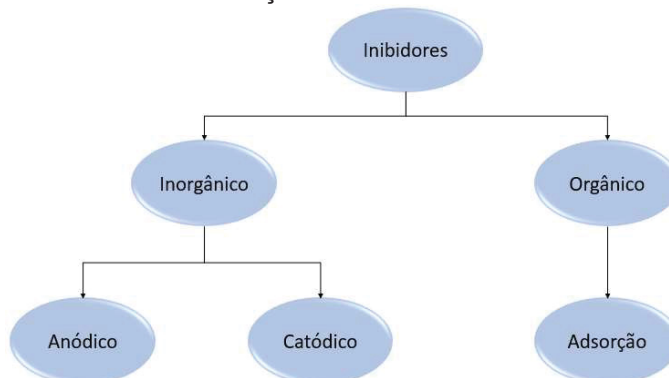 Inibidores
Inorgânico
Orgânico
Anódico
Catódico
Adsorção